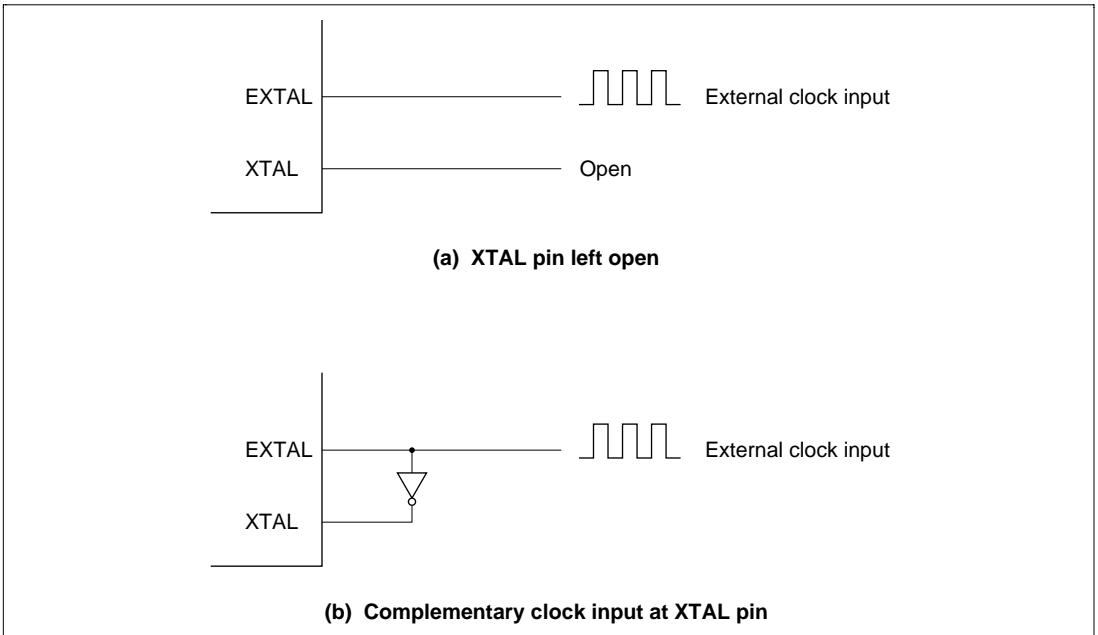 EXTAL
External clock input
XTAL
Open
(a) XTAL pin left open
EXTAL
External clock input
XTAL
(b) Complementary clock input at XTAL pin